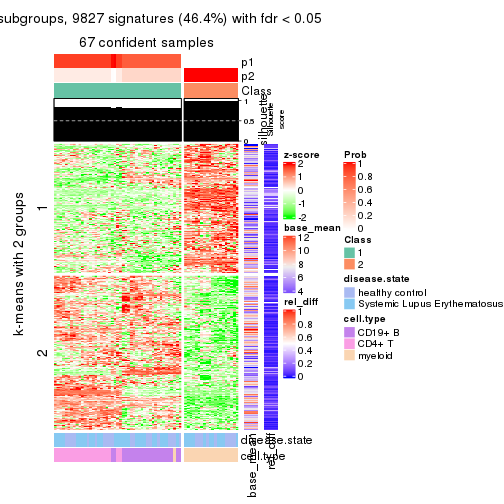 subgroups, 9827 signatures (46.4%) with fdr < 0.05
67 confident samples
p1
p2
Class
1
0.5
0
silhouette
Silhouette
score
k-means with 2 groups
1
2
z-score
2
1
0
-1
-2
base_mean
12
10
8
6
4
rel_diff
1
0.8
0.6
0.4
0.2
0
Prob
1
0.8
0.6
0.4
0.2
0
Class
1
2
disease.state
healthy control
Systemic Lupus Erythematosus
cell.type
CD19+ B
CD4+ T
myeloid
disease.state
cell.type
base_mean
rel_diff